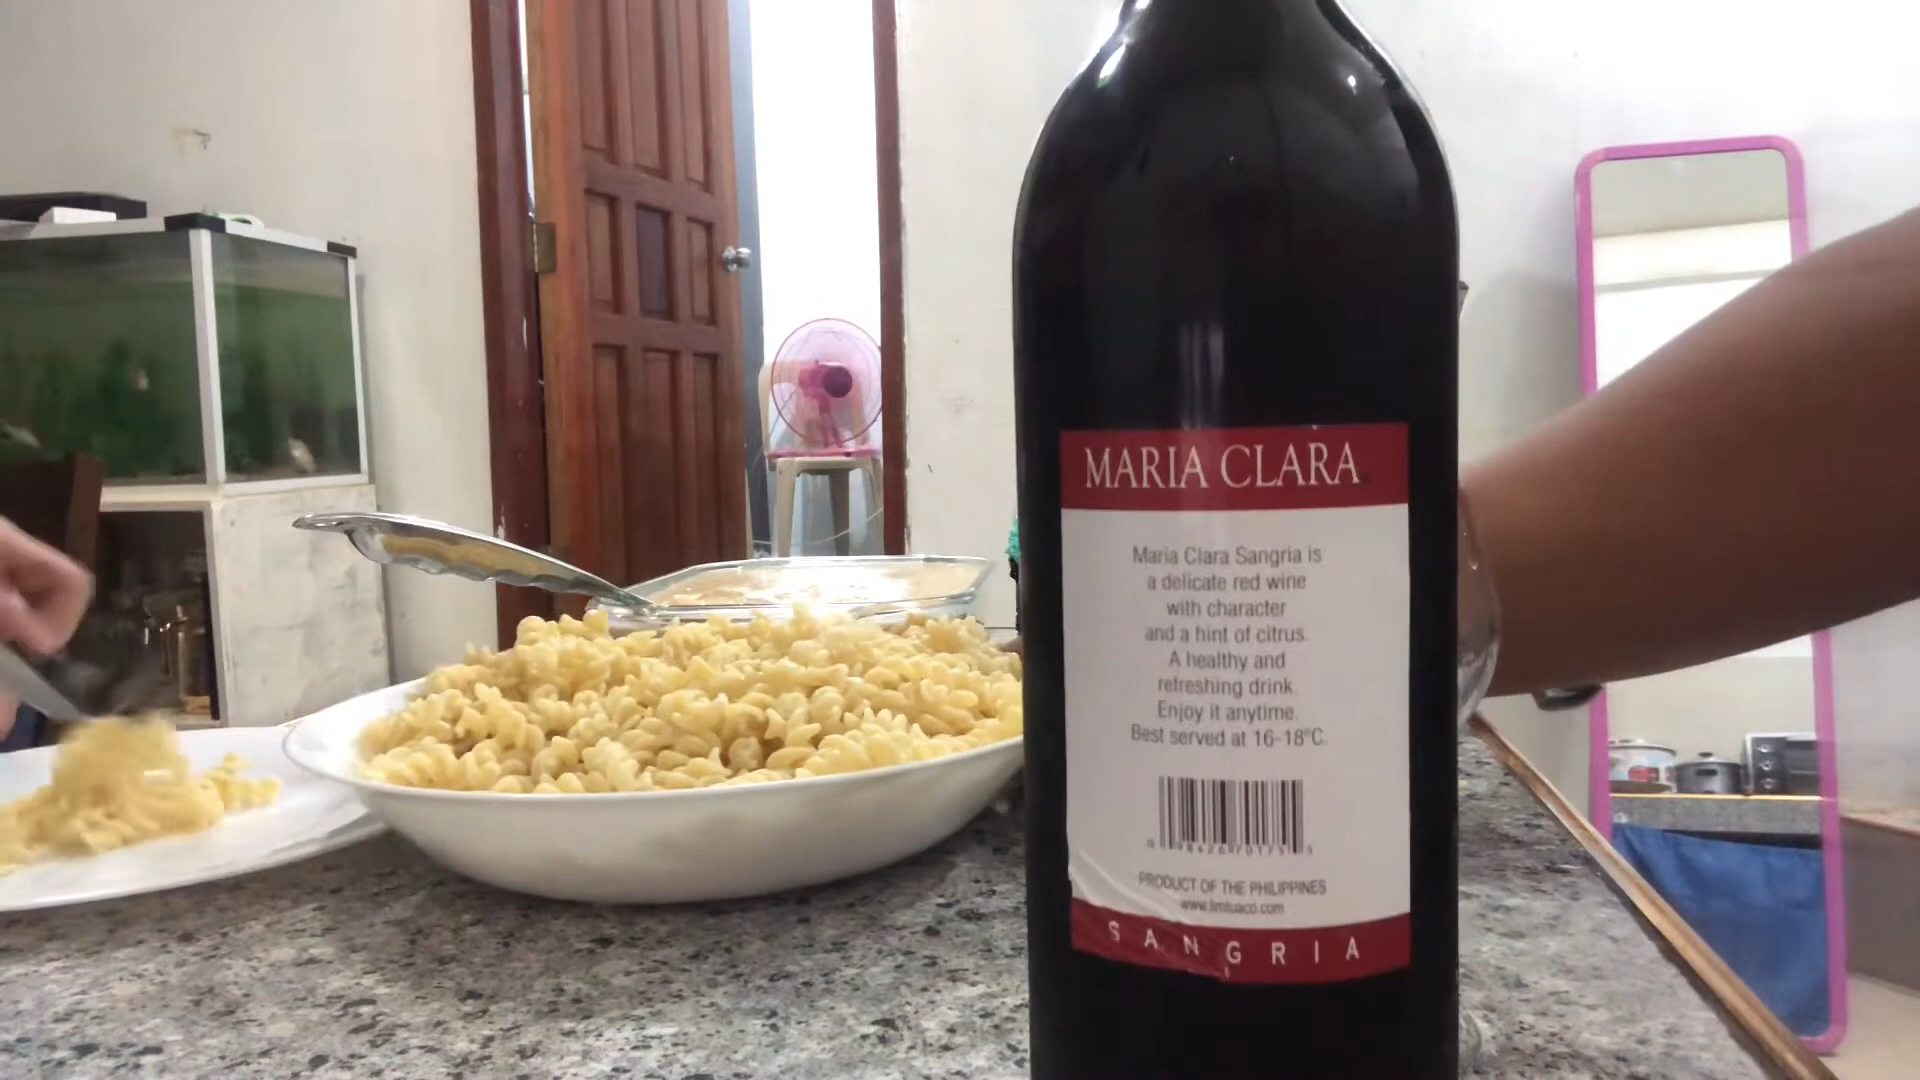 MARIA CLARA
Maria Clara Sangria is
a delicate red wine
with character
and a hint of citrus.
A healthy and
refreshing drink.
Enjoy it anytime.
Best served at 16-18°C.
PRODUCT OF THE PHILIPPINES
www.limtuaco.com
SANGRIA